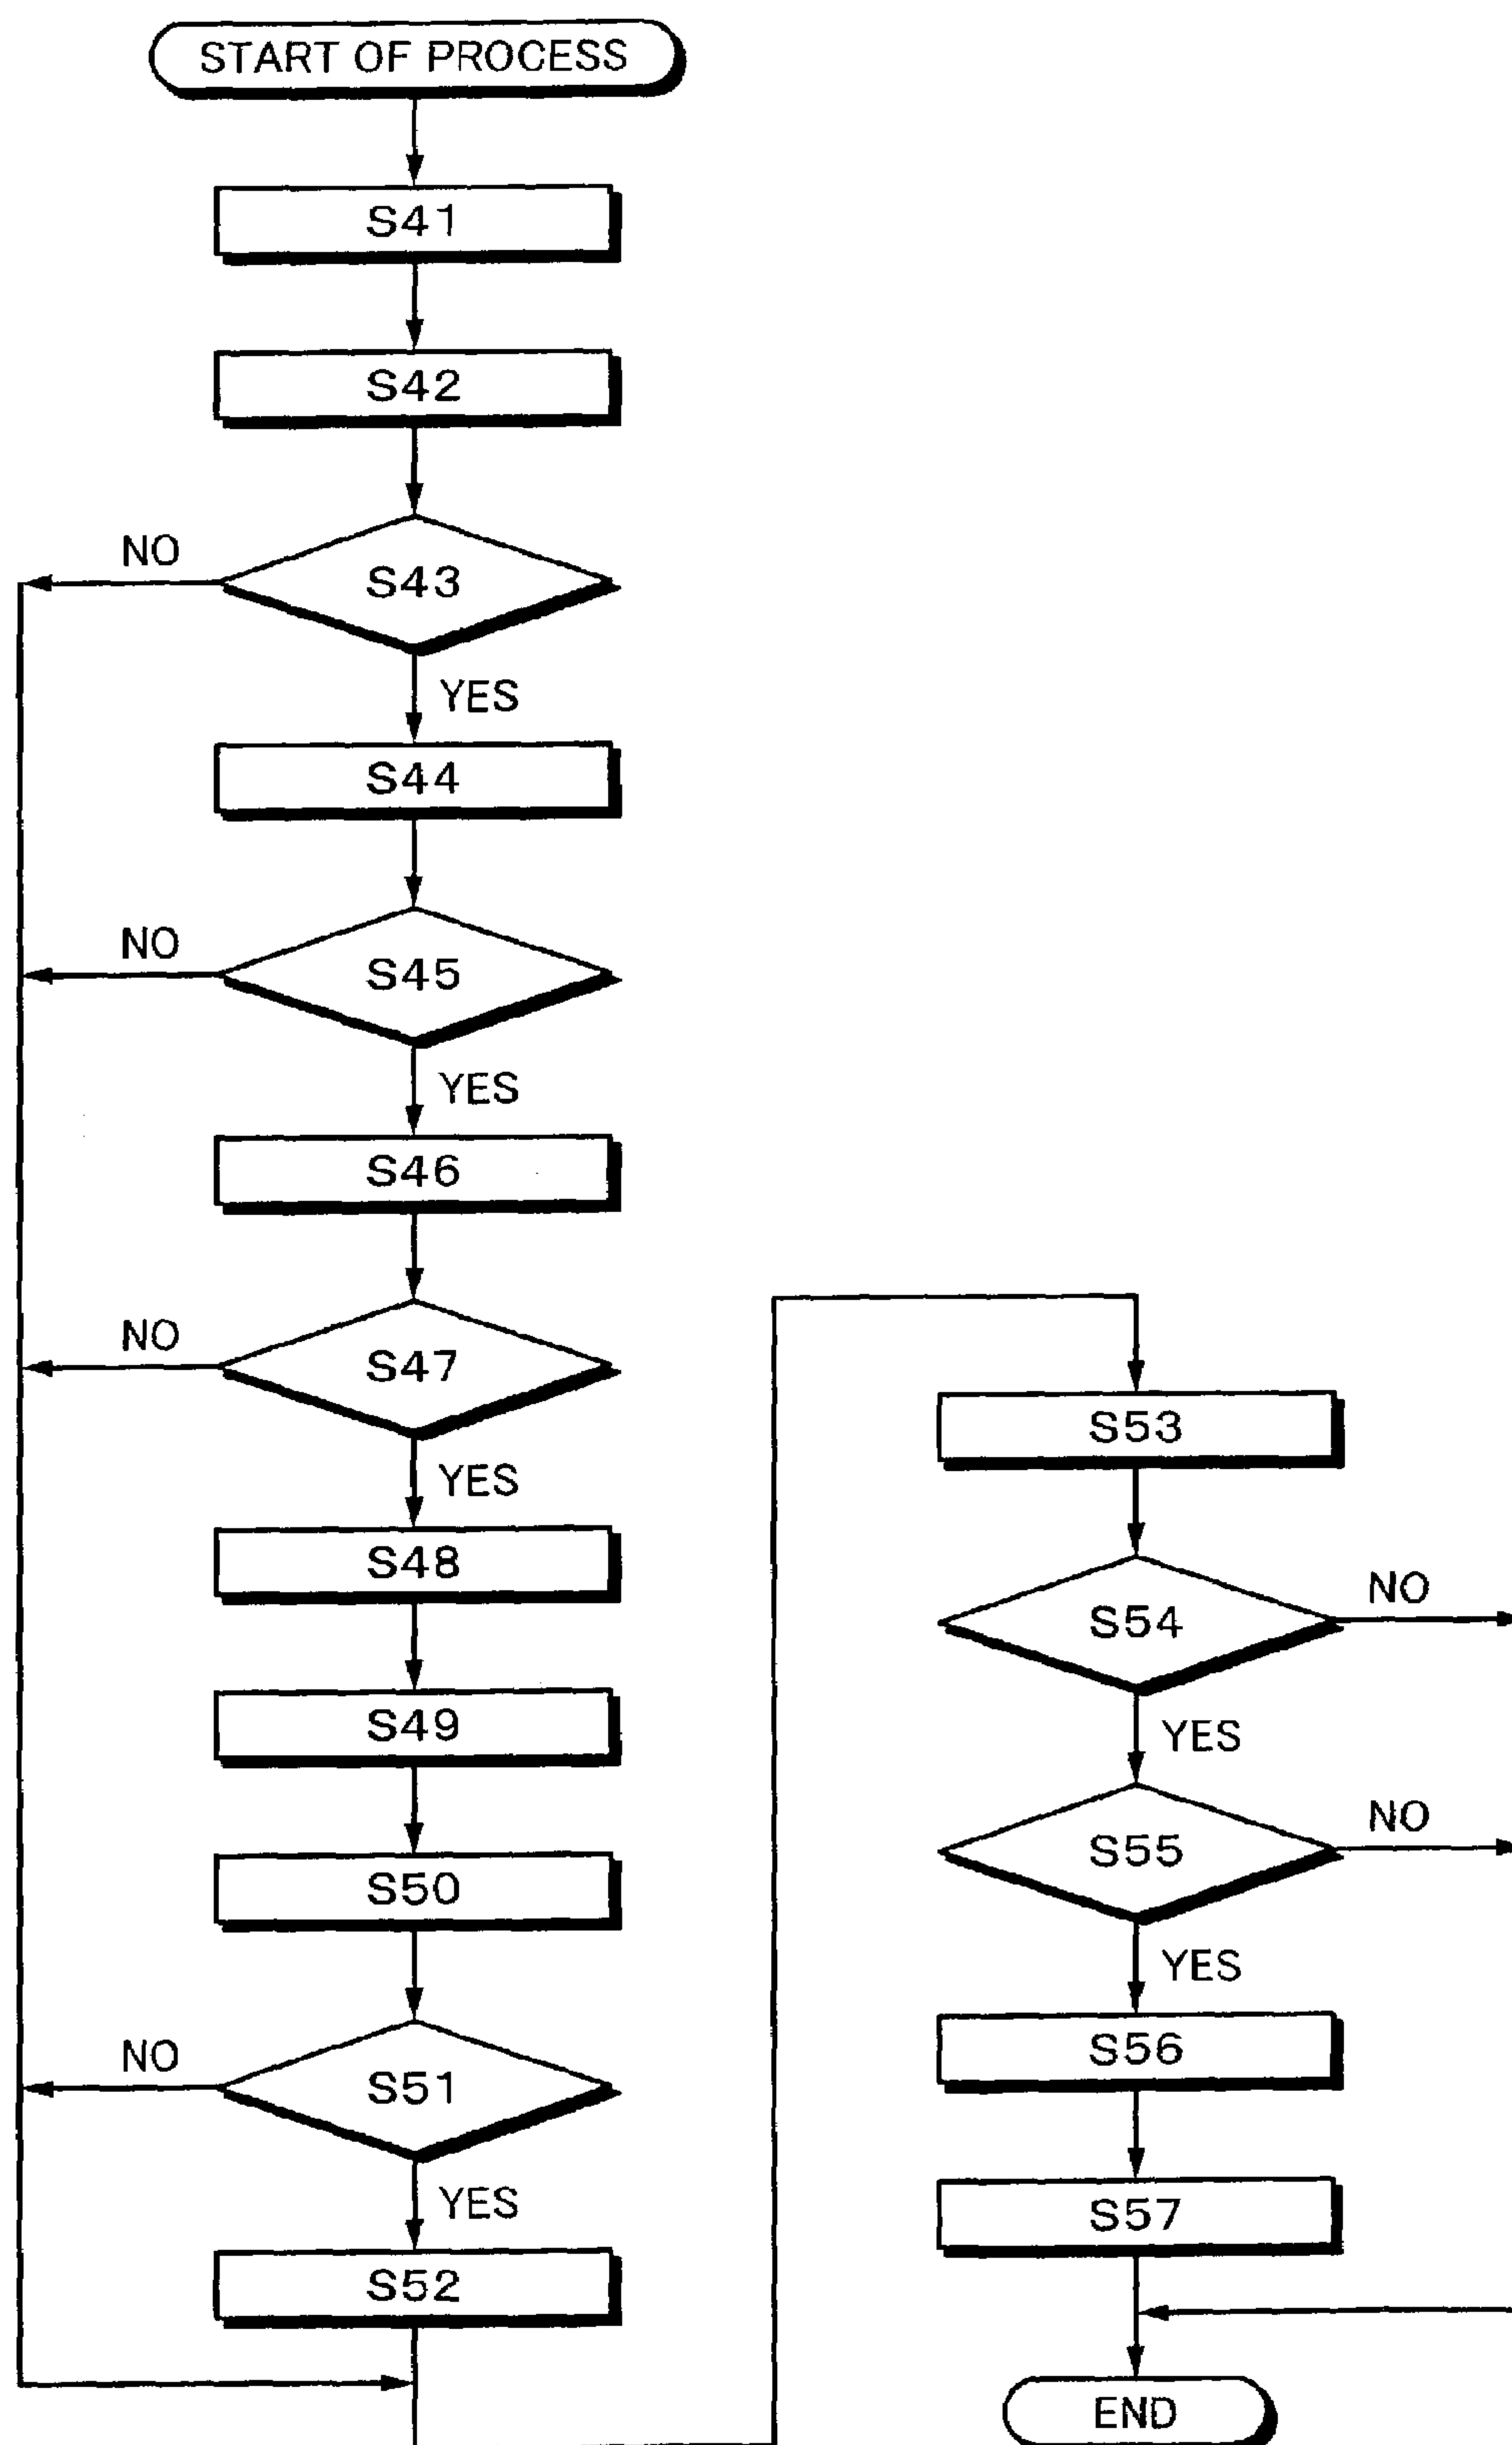 START OF PROCESS
S41
S42
NO
S43
YES
S44
NO
S45
YES
S46
NO
S47
YES
S48
S49
S50
NO
S51
YES
S52
S53
NO
S54
YES
NO
S55
YES
S56
S57
END